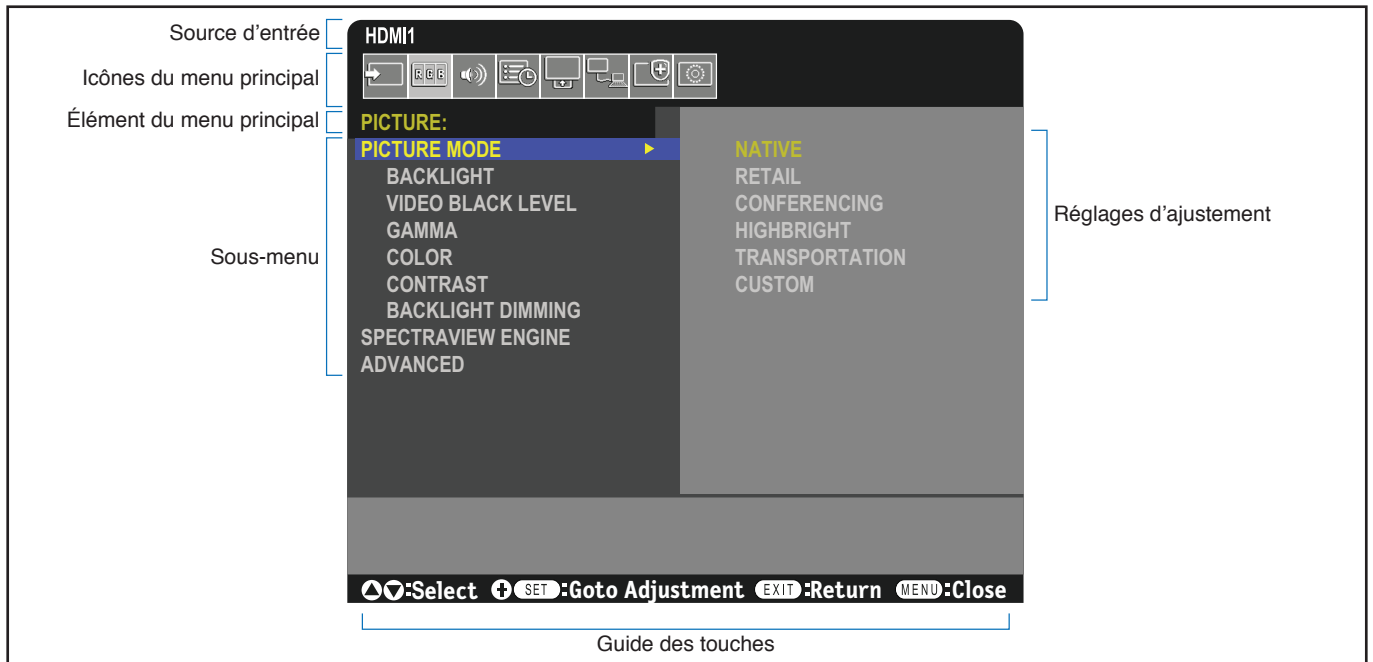 Source d'entrée
HDMI1
Icônes du menu principal
RGB
Élément du menu principal
PICTURE:
Sous-menu
PICTURE MODE
BACKLIGHT
VIDEO BLACK LEVEL
GAMMA
COLOR
CONTRAST
BACKLIGHT DIMMING
SPECTRAVIEW ENGINE
ADVANCED
NATIVE
RETAIL
CONFERENCING
HIGHBRIGHT
TRANSPORTATION
CUSTOM
Réglages d'ajustement
:Select SET:Goto Adjustment EXIT:Return MENU:Close
Guide des touches